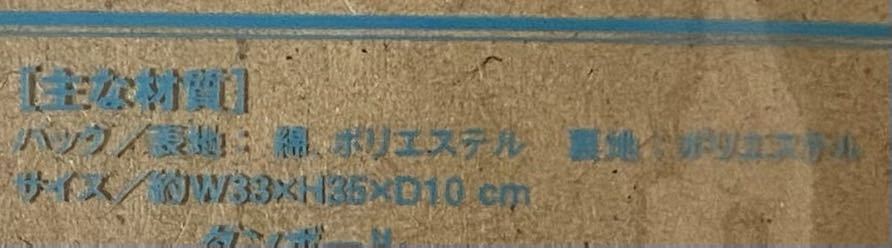 [主な材質]
バッグ／表地：綿、ポリエステル　裏地：ポリエステル
サイズ／約W33×H35×D10 cm